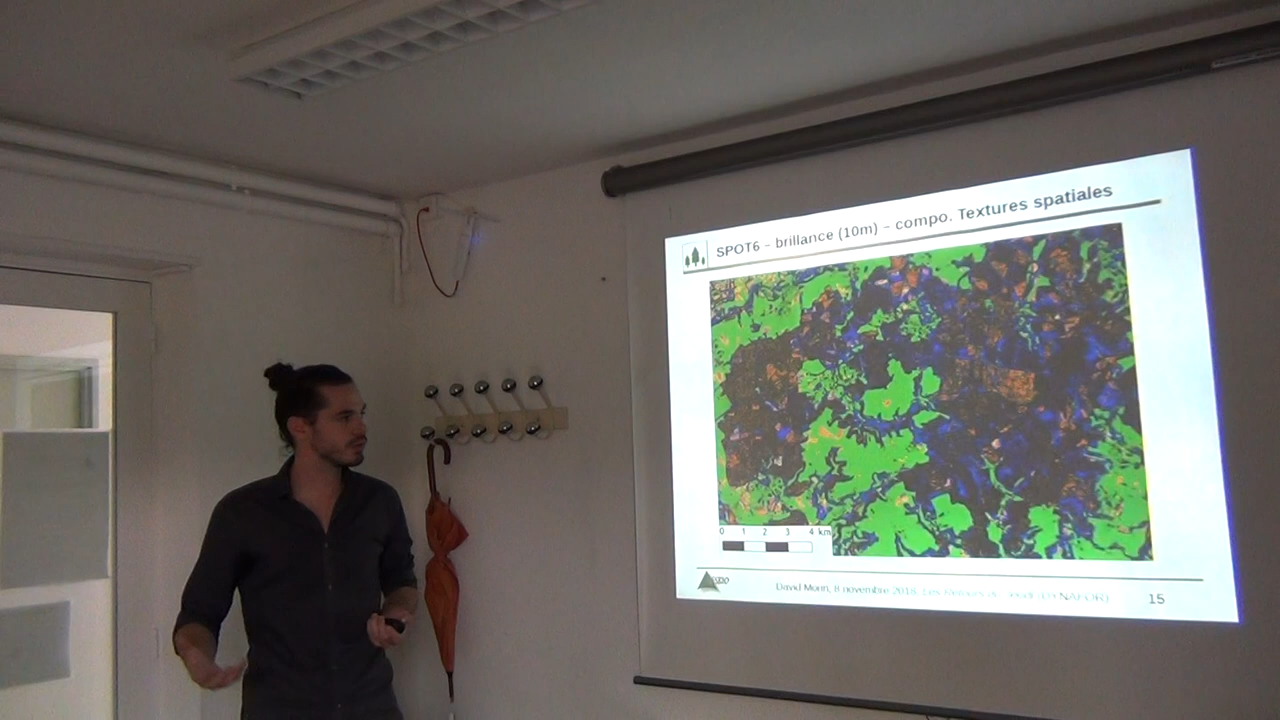 SPOT6 – brillance (10m) – compo. Textures spatiales
0 1 2 3 4 km
David Morin, 8 novembre 2018
15